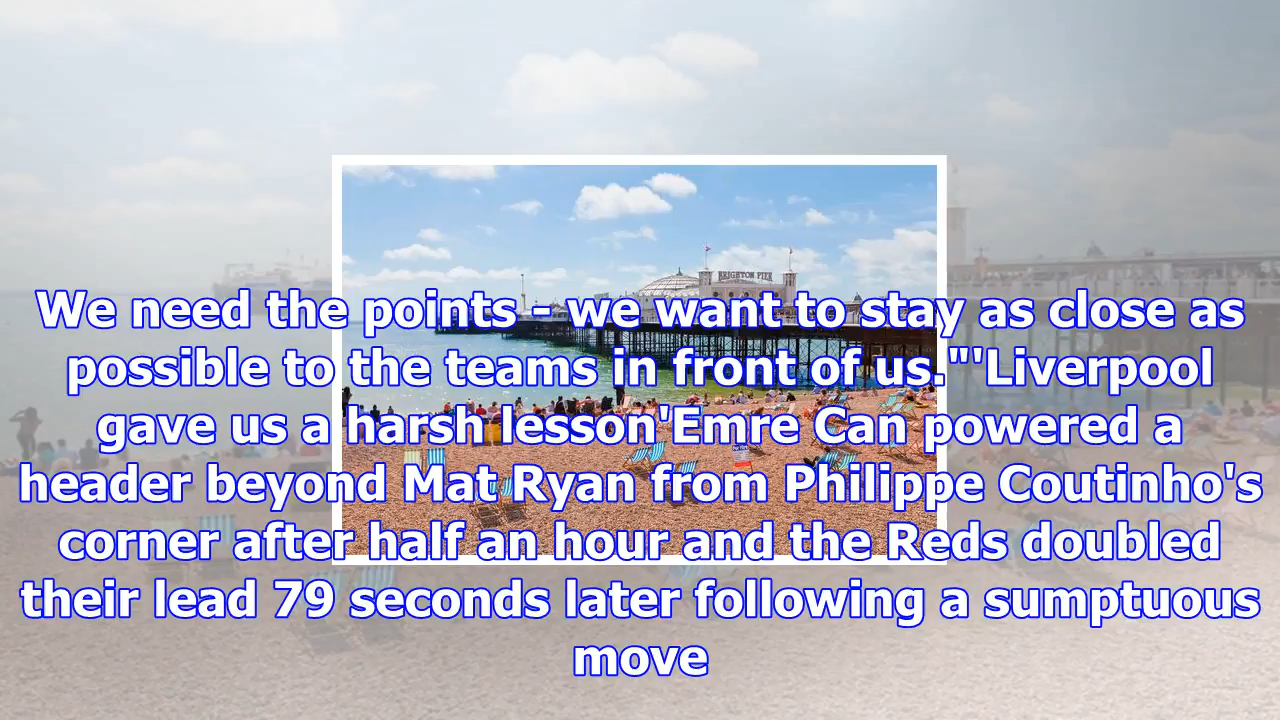 BRIGHTON PIER
We need the points - we want to stay as close as
possible to the teams in front of us."'Liverpool
gave us a harsh lesson'Emre Can powered a
header beyond Mat Ryan from Philippe Coutinho's
corner after half an hour and the Reds doubled
their lead 79 seconds later following a sumptuous
move